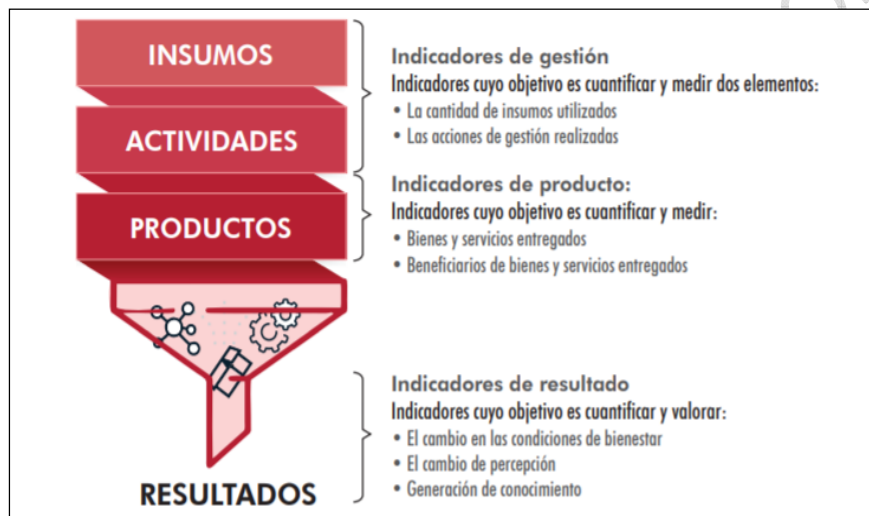 INSUMOS
ACTIVIDADES
PRODUCTOS
RESULTADOS
Indicadores de gestión
Indicadores cuyo objetivo es cuantificar y medir dos elementos:
• La cantidad de insumos utilizados
• Las acciones de gestión realizadas
Indicadores de producto:
Indicadores cuyo objetivo es cuantificar y medir:
• Bienes y servicios entregados
• Beneficiarios de bienes y servicios entregados
Indicadores de resultado
Indicadores cuyo objetivo es cuantificar y valorar:
• El cambio en las condiciones de bienestar
• El cambio de percepción
• Generación de conocimiento